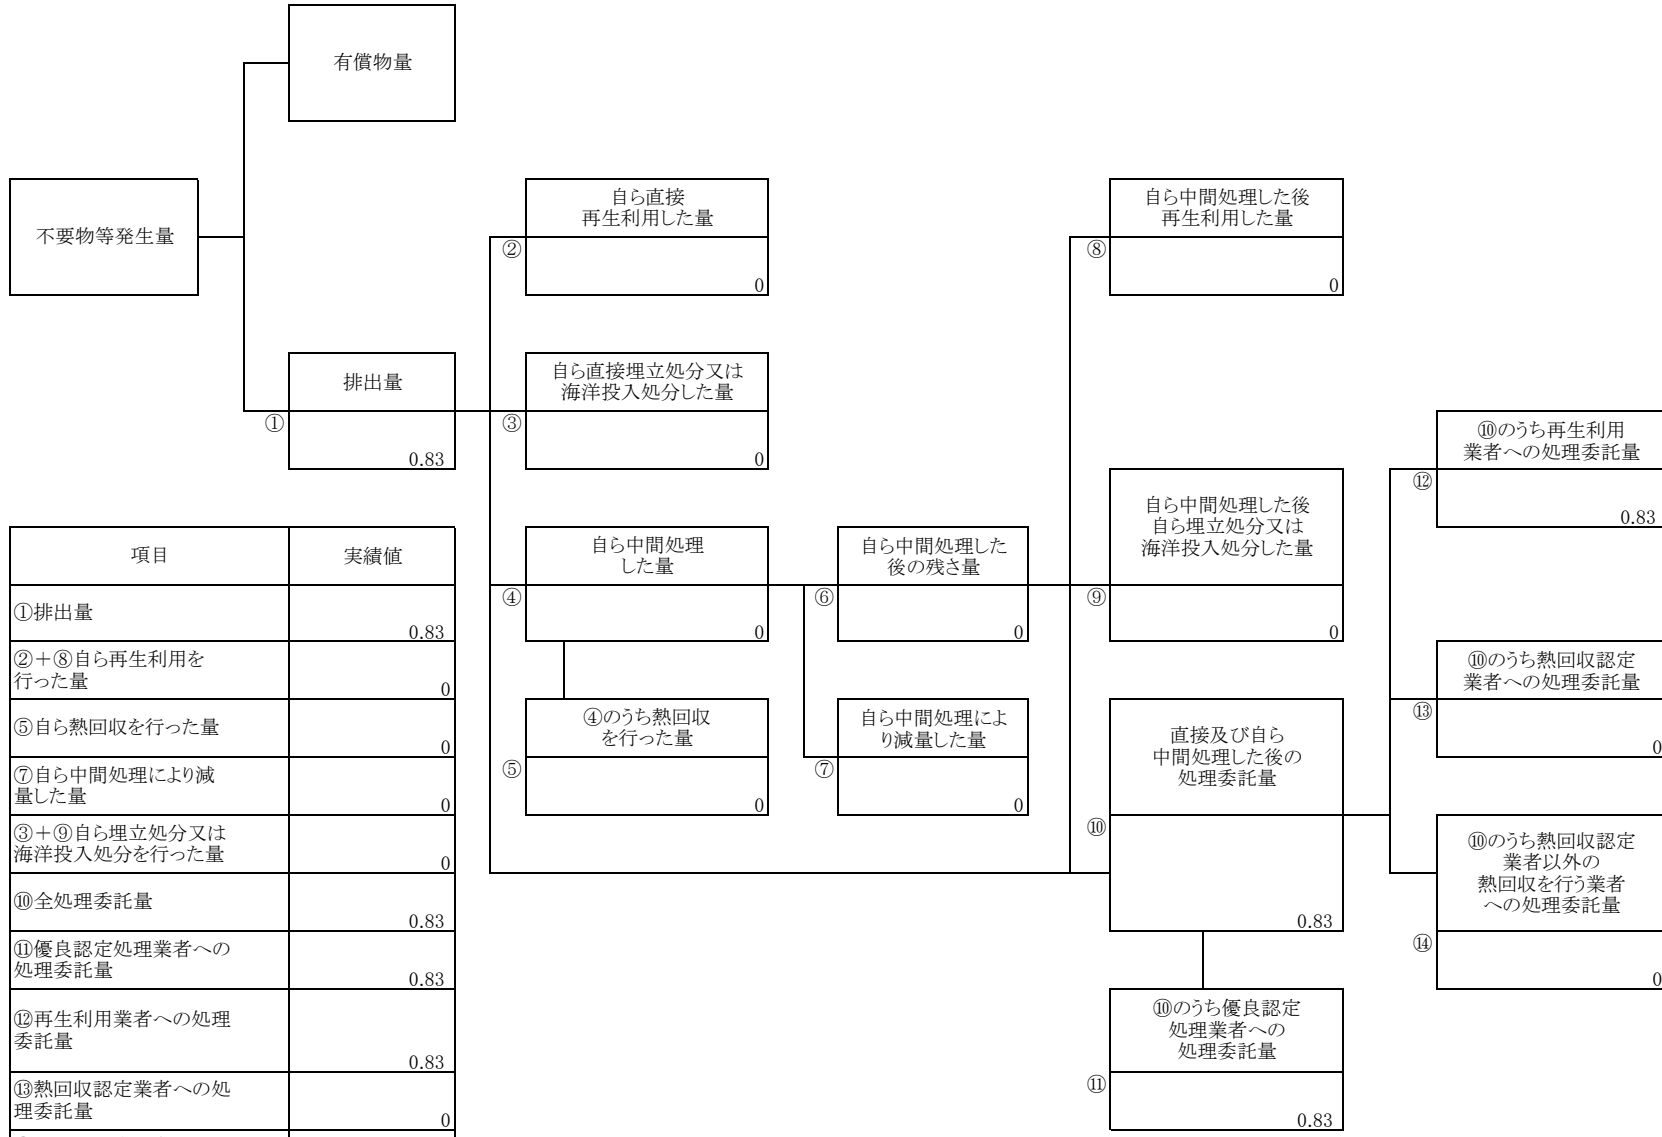 有償物量
不要物等発生量
自ら直接
再生利用した量
②
0
自ら中間処理した後
再生利用した量
⑧
0
排出量
①
0.83
自ら直接埋立処分又は
海洋投入処分した量
③
0
⑩のうち再生利用
業者への処理委託量
⑫
0.83
自ら中間処理
した量
④
0
自ら中間処理した
後の残さ量
⑥
0
自ら中間処理した後
自ら埋立処分又は
海洋投入処分した量
⑨
0
⑩のうち熱回収認定
業者への処理委託量
⑬
0
④のうち熱回収
を行った量
⑤
0
自ら中間処理によ
り減量した量
⑦
0
直接及び自ら
中間処理した後の
処理委託量
⑩
0.83
⑩のうち熱回収認定
業者以外の
熱回収を行う業者
への処理委託量
⑭
0
⑩のうち優良認定
処理業者への
処理委託量
⑪
0.83
項目 実績値
①排出量
0.83
②＋⑧自ら再生利用を
行った量
0
⑤自ら熱回収を行った量
0
⑦自ら中間処理により減
量した量
0
③＋⑨自ら埋立処分又は
海洋投入処分を行った量
0
⑩全処理委託量
0.83
⑪優良認定処理業者への
処理委託量
0.83
⑫再生利用業者への処理
委託量
0.83
⑬熱回収認定業者への処
理委託量
0